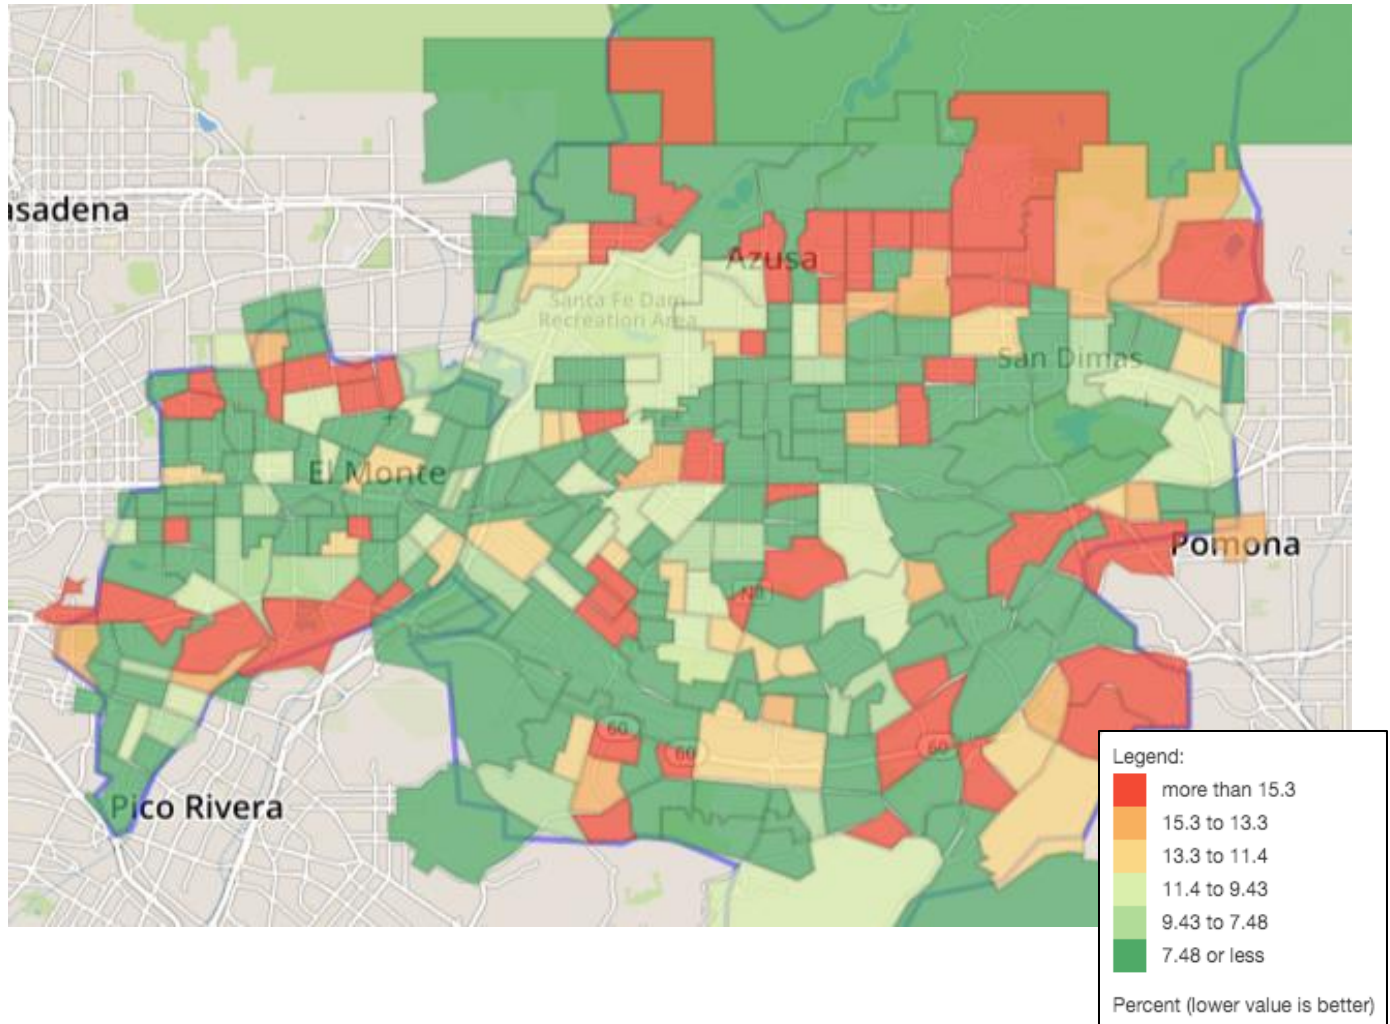 asadena
Azusa
Santa Fe Dam
Recreation Area
San Dimas
El Monte
Pomona
60
60
60
Pico Rivera
Legend:
more than 15.3
15.3 to 13.3
13.3 to 11.4
11.4 to 9.43
9.43 to 7.48
7.48 or less
Percent (lower value is better)